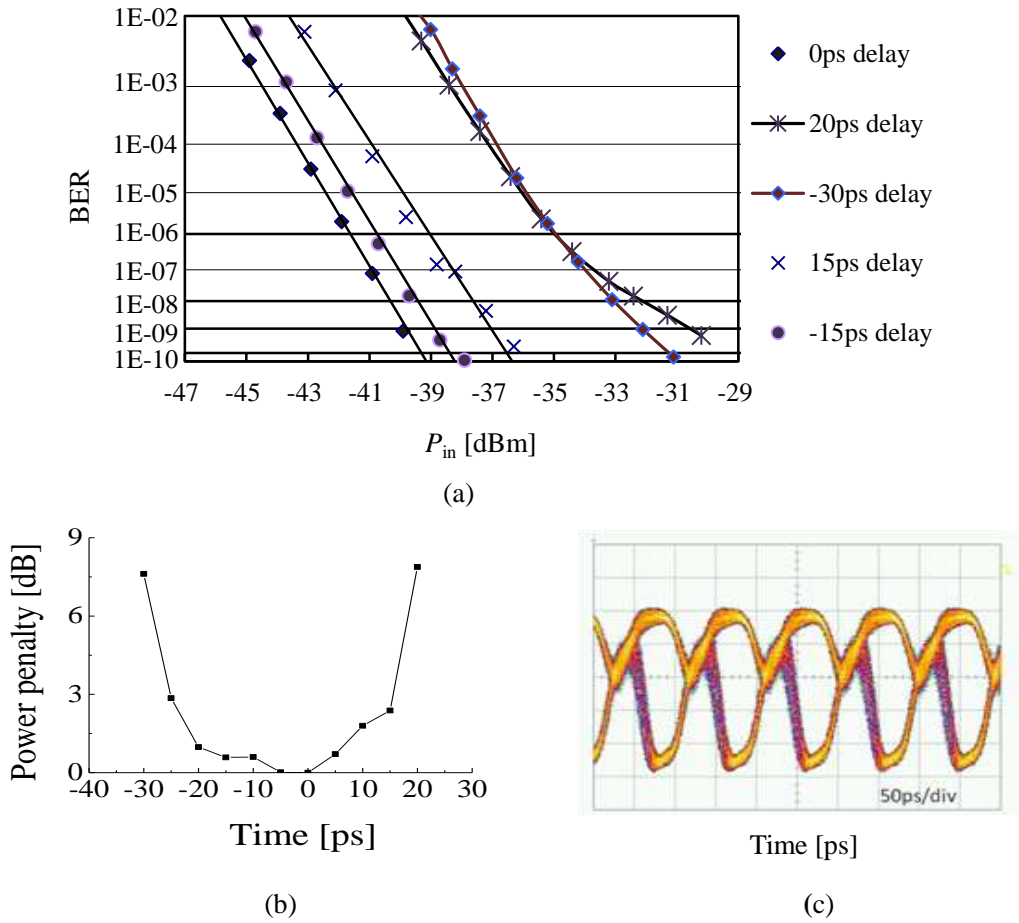 1E-02
1E-03
1E-04
1E-05
1E-06
1E-07
1E-08
1E-09
1E-10
BER
-47 -45 -43 -41 -39 -37 -35 -33 -31 -29
Pin [dBm]
0ps delay
20ps delay
-30ps delay
15ps delay
-15ps delay
(a)
9
6
3
0
Power penalty [dB]
-40 -30 -20 -10 0 10 20 30
Time [ps]
(b)
50ps/div
Time [ps]
(c)